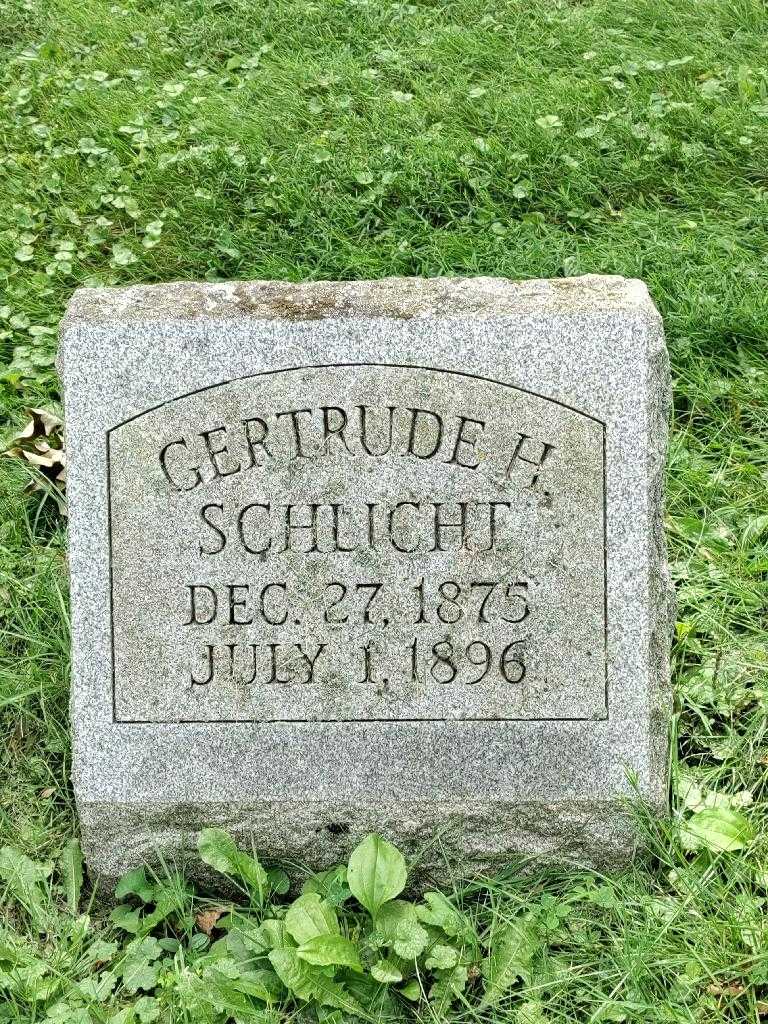 GERTRUDE H.
SCHLICHT
DEC. 27, 1875
JULY 1, 1896